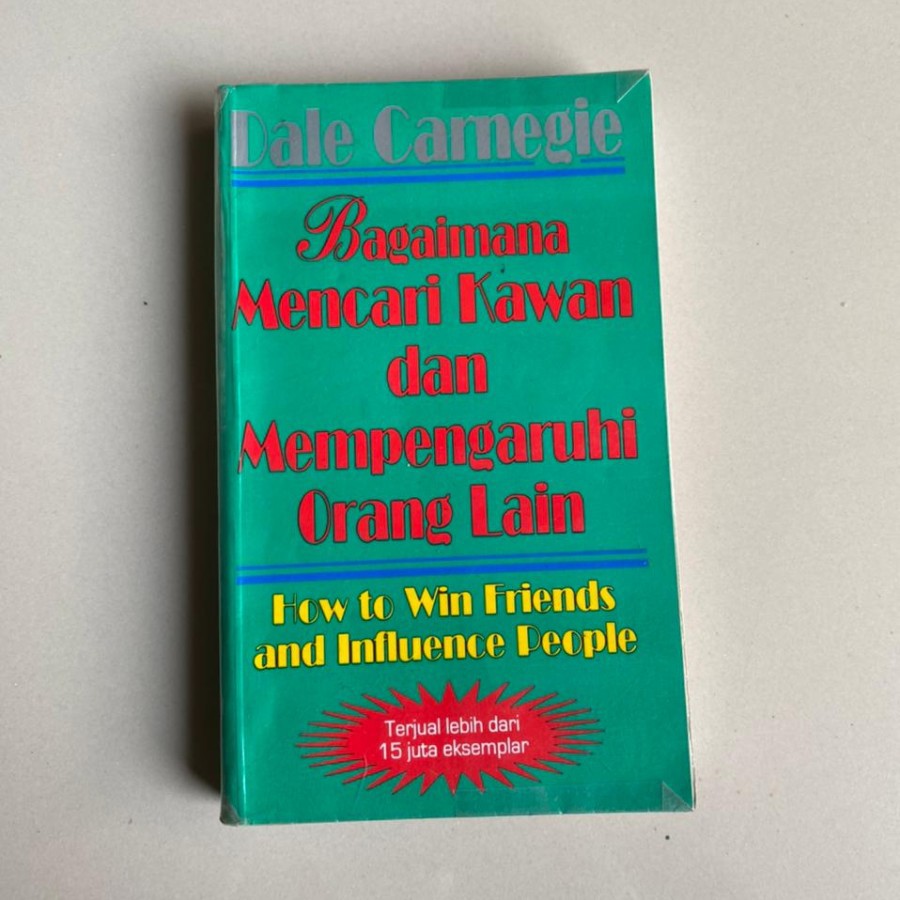 Dale Carnegie
Bagaimana
Mencari Kawan
dan
Mempengaruhi
Orang Lain
How to Win Friends
and Influence People
Terjual lebih dari
15 juta eksemplar